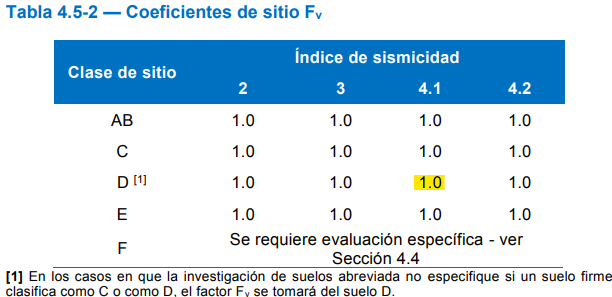 Tabla 4.5-2 — Coeficientes de sitio Fv
Clase de sitio Índice de sismicidad
2 3 4.1 4.2
AB 1.0 1.0 1.0 1.0
C 1.0 1.0 1.0 1.0
D [1] 1.0 1.0 1.0 1.0
E 1.0 1.0 1.0 1.0
F Se requiere evaluación específica - ver
Sección 4.4
[1] En los casos en que la investigación de suelos abreviada no especifique si un suelo firme
clasifica como C o como D, el factor Fv se tomará del suelo D.